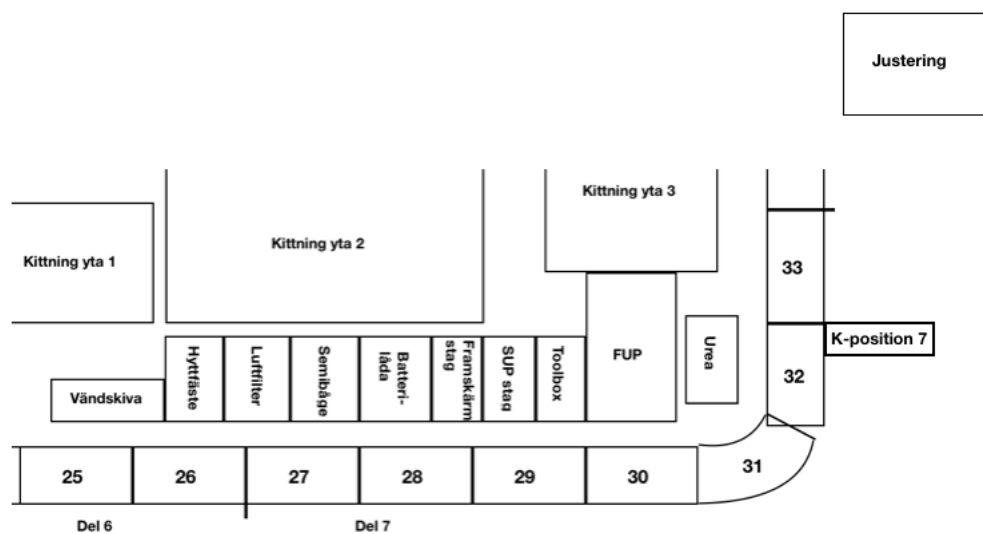 Justering
Kittning yta 3
Kittning yta 2
Kittning yta 1
33
K-position 7
32
Vändskiva
Hyttfäste
Luftfilter
Semibåge
Batteri-
låda
Framskärm
stag
SUP stag
Toolbox
FUP
Urea
25
26
27
28
29
30
31
Del 6
Del 7